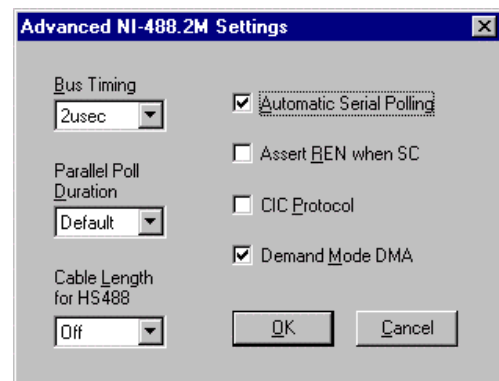 Advanced NI-488.2M Settings
Bus Timing
2usec
Parallel Poll
Duration
Default
Cable Length
for HS488
Off
Automatic Serial Polling
Assert REN when SC
CIC Protocol
Demand Mode DMA
OK
Cancel